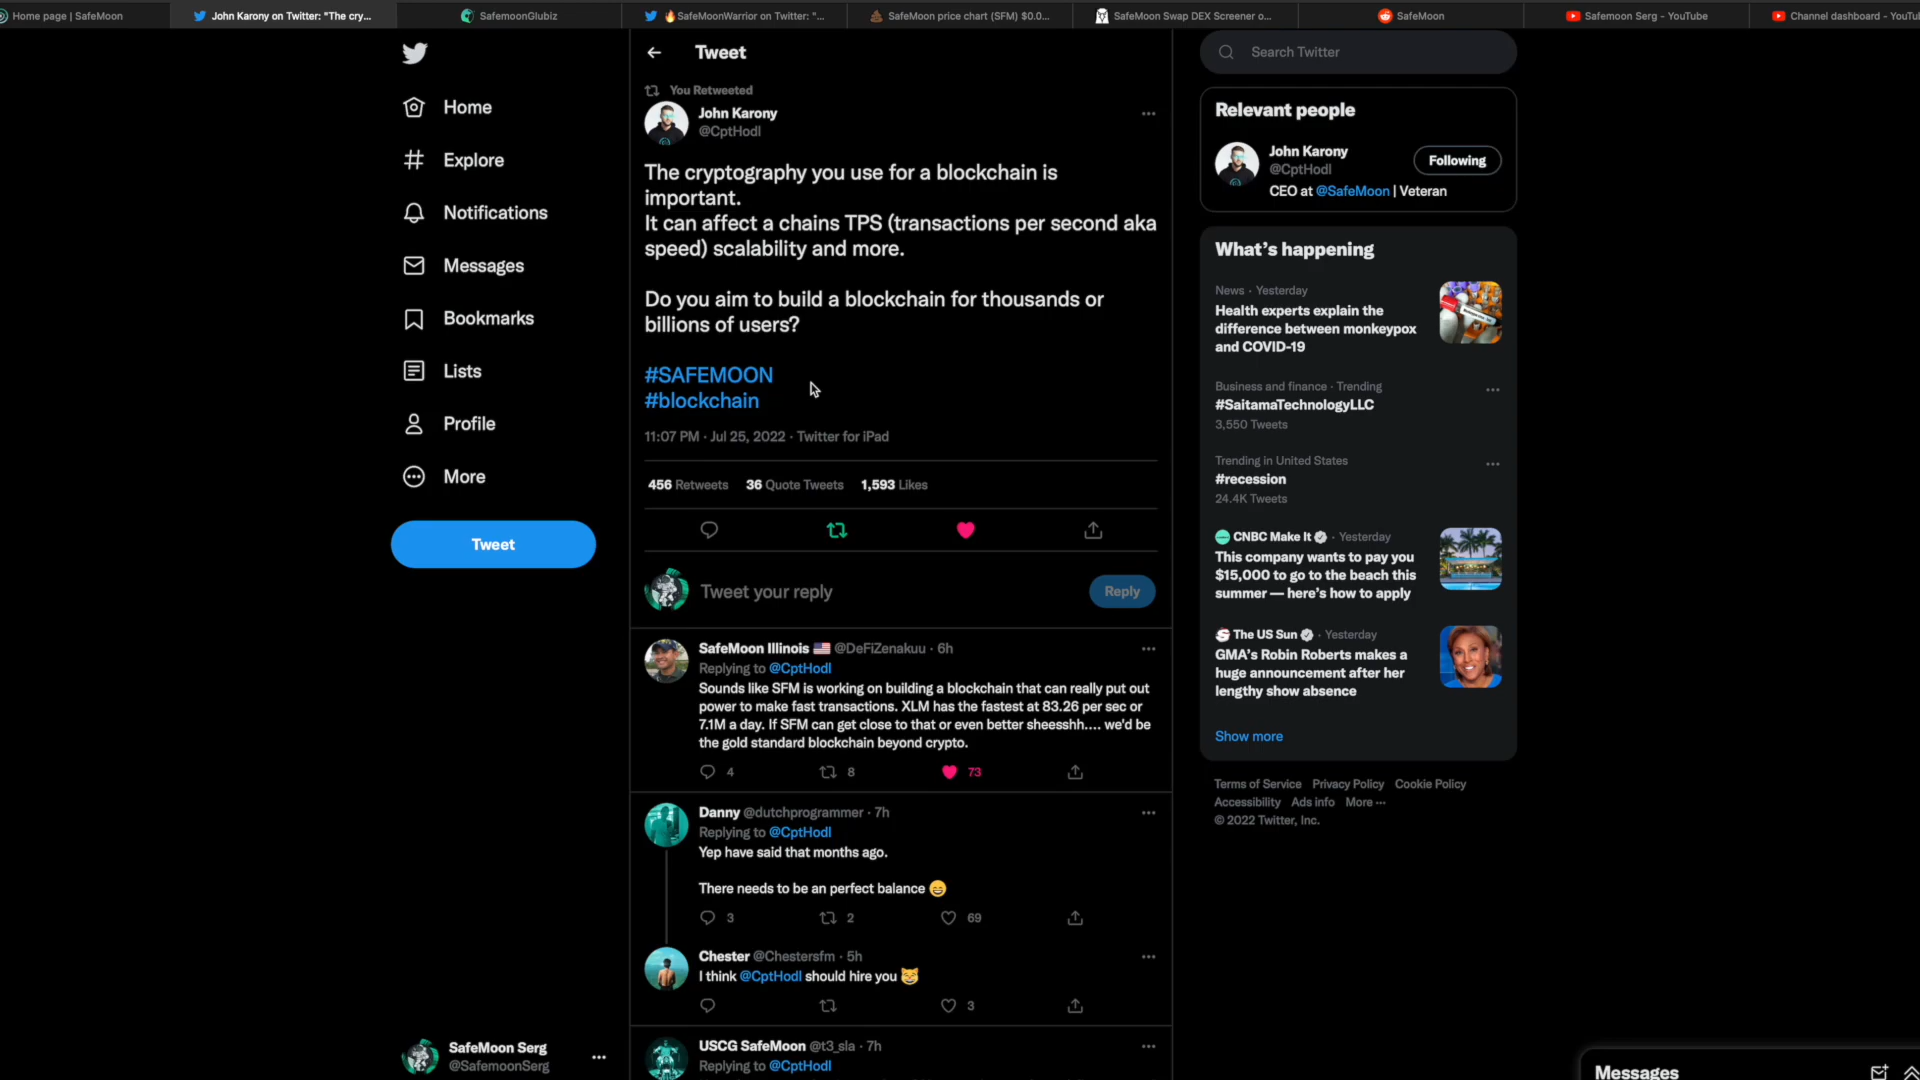 Home page | SafeMoon
John Karony on Twitter: "The cry...
SafemoonGlubiz
🔥SafeMoonWarrior on Twitter: "...
SafeMoon price chart (SFM) $0.0...
SafeMoon Swap DEX Screener o...
SafeMoon
Safemoon Serg - YouTube
Channel dashboard - YouTu
Home
Explore
Notifications
Messages
Bookmarks
Lists
Profile
More
Tweet
SafeMoon Serg
@SafemoonSerg
Tweet
You Retweeted
John Karony
@CptHodl
The cryptography you use for a blockchain is
important.
It can affect a chains TPS (transactions per second aka
speed) scalability and more.
Do you aim to build a blockchain for thousands or
billions of users?
#SAFEMOON
#blockchain
11:07 PM · Jul 25, 2022 · Twitter for iPad
456 Retweets 36 Quote Tweets 1,593 Likes
Tweet your reply
Reply
SafeMoon Illinois 🇺🇸 @DeFiZenakuu · 6h
Replying to @CptHodl
Sounds like SFM is working on building a blockchain that can really put out
power to make fast transactions. XLM has the fastest at 83.26 per sec or
7.1M a day. If SFM can get close to that or even better sheesshh.... we'd be
the gold standard blockchain beyond crypto.
4 8 73
Danny @dutchprogrammer · 7h
Replying to @CptHodl
Yep have said that months ago.
There needs to be an perfect balance 😄
3 2 69
Chester @Chestersfm · 5h
I think @CptHodl should hire you 😸
3
USCG SafeMoon @t3_sla · 7h
Replying to @CptHodl
Search Twitter
Relevant people
John Karony
@CptHodl
Following
CEO at @SafeMoon | Veteran
What's happening
News · Yesterday
Health experts explain the
difference between monkeypox
and COVID-19
Business and finance · Trending
#SaitamaTechnologyLLC
3,550 Tweets
Trending in United States
#recession
24.4K Tweets
CNBC Make It · Yesterday
This company wants to pay you
$15,000 to go to the beach this
summer — here's how to apply
The US Sun · Yesterday
GMA's Robin Roberts makes a
huge announcement after her
lengthy show absence
Show more
Terms of Service Privacy Policy Cookie Policy
Accessibility Ads info More ···
© 2022 Twitter, Inc.
Messages